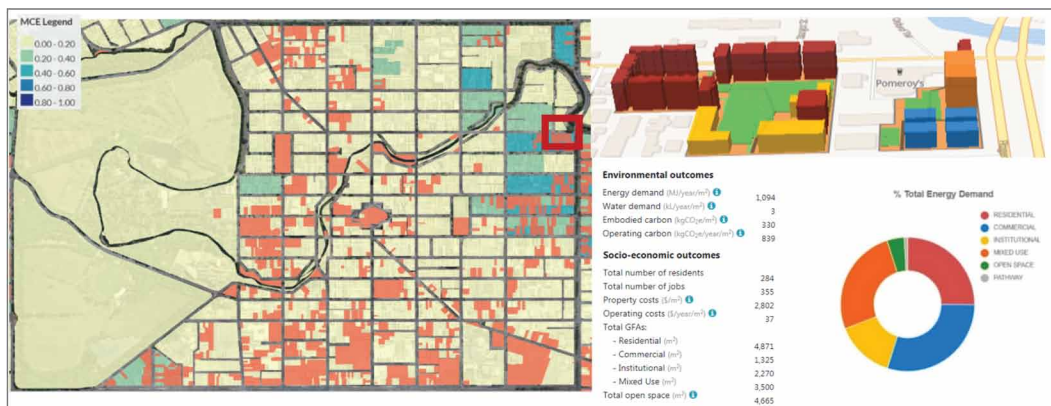 MCE Legend
0.00 - 0.20
0.20 - 0.40
0.40 - 0.60
0.60 - 0.80
0.80 - 1.00
Pomeroy's
Environmental outcomes
Energy demand (MJ/year/m²) 1,094
Water demand (kL/year/m²) 3
Embodied carbon (kgCO₂e/m²) 330
Operating carbon (kgCO₂e/year/m²) 839
Socio-economic outcomes
Total number of residents 284
Total number of jobs 355
Property costs ($/m²) 2,802
Operating costs ($/year/m²) 37
Total GFAs:
- Residential (m²) 4,871
- Commercial (m²) 1,325
- Institutional (m²) 2,270
- Mixed Use (m²) 3,500
Total open space (m²) 4,665
% Total Energy Demand
RESIDENTIAL
COMMERCIAL
INSTITUTIONAL
MIXED USE
OPEN SPACE
PATHWAY